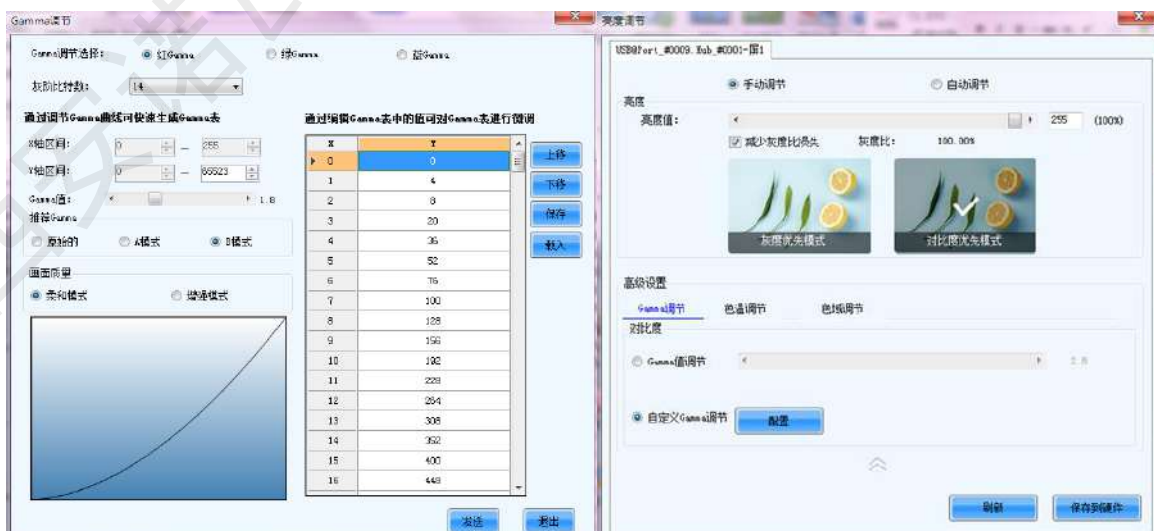 Gamma调节
Gamma调节选择： 红Gamma 绿Gamma 蓝Gamma
灰阶比特数： 14
通过调节Gamma曲线可快速生成Gamma表
X轴区间： 0 — 255
Y轴区间： 0 — 65523
Gamma值： 1.8
推荐Gamma
原始的 A模式 B模式
画面质量
柔和模式 增强模式
通过编辑Gamma表中的值可对Gamma表进行微调
X Y
0 0
1 4
2 8
3 20
4 36
5 52
6 76
7 100
8 128
9 156
10 192
11 228
12 264
13 308
14 352
15 400
16 448
上移
下移
保存
载入
发送 退出
亮度调节
USB@Port_#0009.Hub_#0001-屏1
手动调节 自动调节
亮度
亮度值： 255 (100%)
减少灰度比损失 灰度比： 100.00%
灰度优先模式 对比度优先模式
高级设置
Gamma调节 色温调节 色域调节
对比度
Gamma值调节 2.8
自定义Gamma调节 配置
刷新 保存到硬件
西安诺